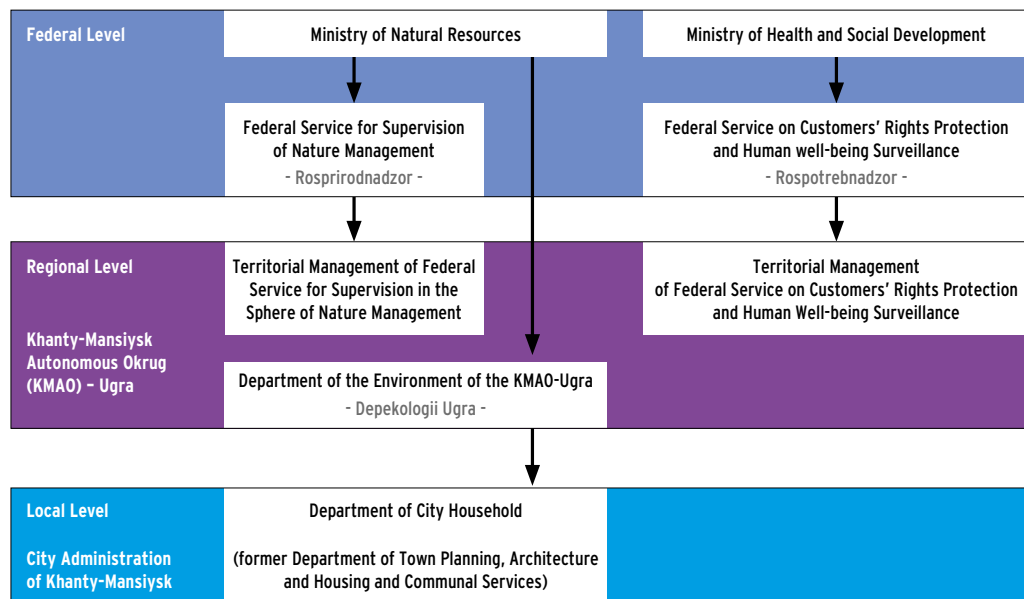 Federal Level
Ministry of Natural Resources
Ministry of Health and Social Development
Federal Service for Supervision
of Nature Management
- Rosprirodnadzor -
Federal Service on Customers’ Rights Protection
and Human well-being Surveillance
- Rospotrebnadzor -
Regional Level
Khanty-Mansiysk
Autonomous Okrug
(KMAO) – Ugra
Territorial Management of Federal
Service for Supervision in the
Sphere of Nature Management
Territorial Management
of Federal Service on Customers’ Rights Protection
and Human Well-being Surveillance
Department of the Environment of the KMAO-Ugra
- Depekologii Ugra -
Local Level
City Administration
of Khanty-Mansiysk
Department of City Household
(former Department of Town Planning, Architecture
and Housing and Communal Services)